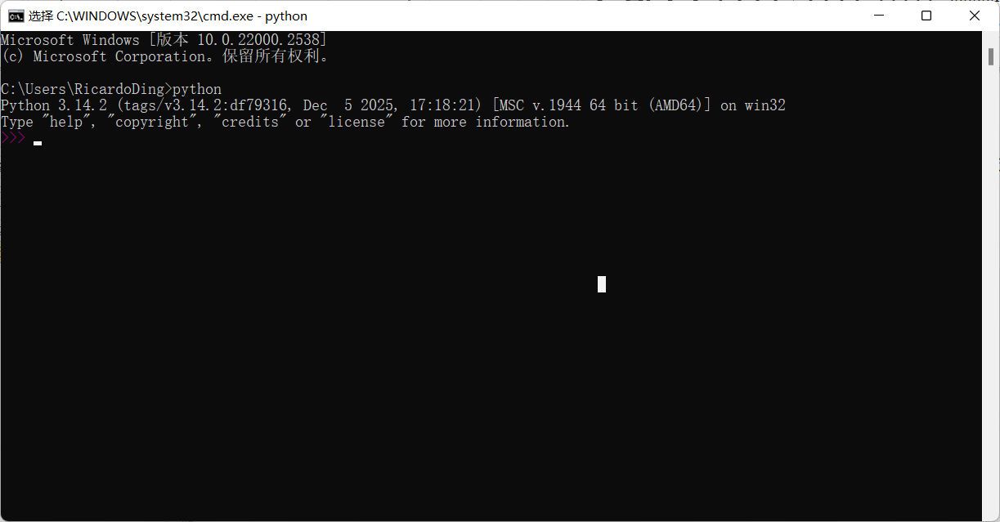 选择 C:\WINDOWS\system32\cmd.exe - python
Microsoft Windows [版本 10.0.22000.2538]
(c) Microsoft Corporation。保留所有权利。
C:\Users\RicardoDing>python
Python 3.14.2 (tags/v3.14.2:df79316, Dec  5 2025, 17:18:21) [MSC v.1944 64 bit (AMD64)] on win32
Type "help", "copyright", "credits" or "license" for more information.
>>>